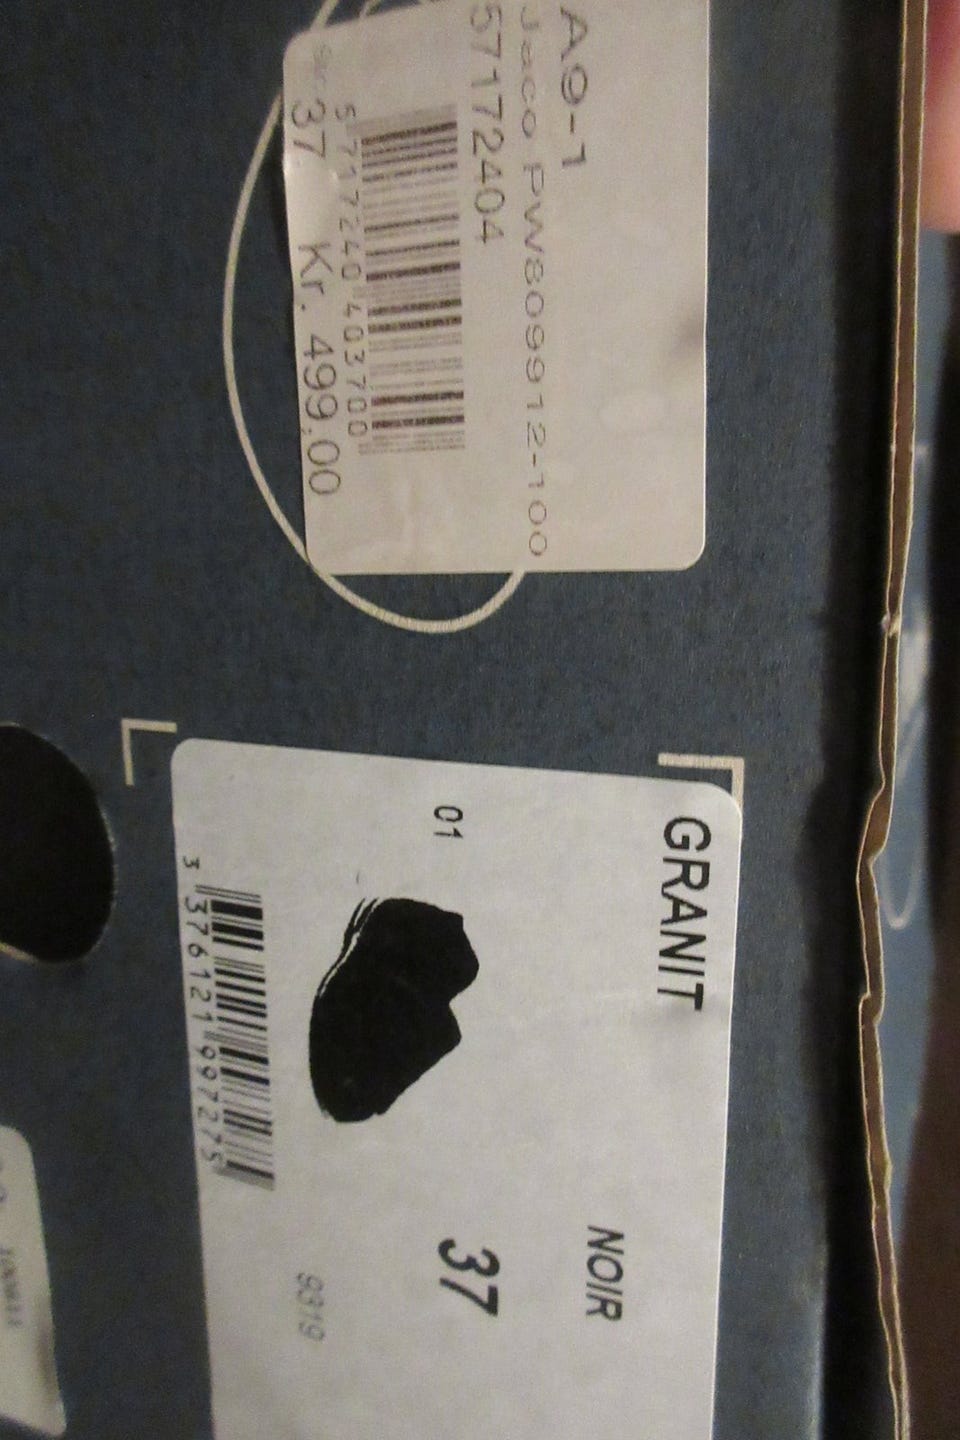 A9-1
Jaco PW809912-100
57172404
5 717240 403700
Str. 37 Kr. 499,00
GRANIT
NOIR
01
37
3 376121 997275
9319